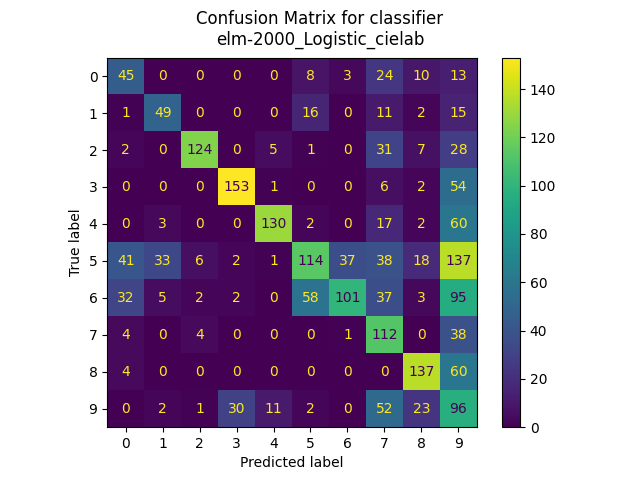 Confusion Matrix for classifier
elm-2000_Logistic_cielab
0 45 0 0 0 0 8 3 24 10 13
1 1 49 0 0 0 16 0 11 2 15
2 2 0 124 0 5 1 0 31 7 28
3 0 0 0 153 1 0 0 6 2 54
4 0 3 0 0 130 2 0 17 2 60
5 41 33 6 2 1 114 37 38 18 137
6 32 5 2 2 0 58 101 37 3 95
7 4 0 4 0 0 0 1 112 0 38
8 4 0 0 0 0 0 0 0 137 60
9 0 2 1 30 11 2 0 52 23 96
0 1 2 3 4 5 6 7 8 9
Predicted label
True label
140
120
100
80
60
40
20
0